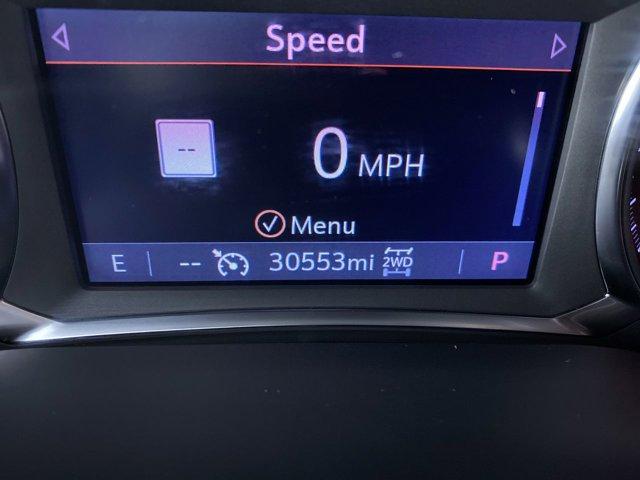 Speed
--
0 MPH
Menu
E -- 30553mi 2WD P